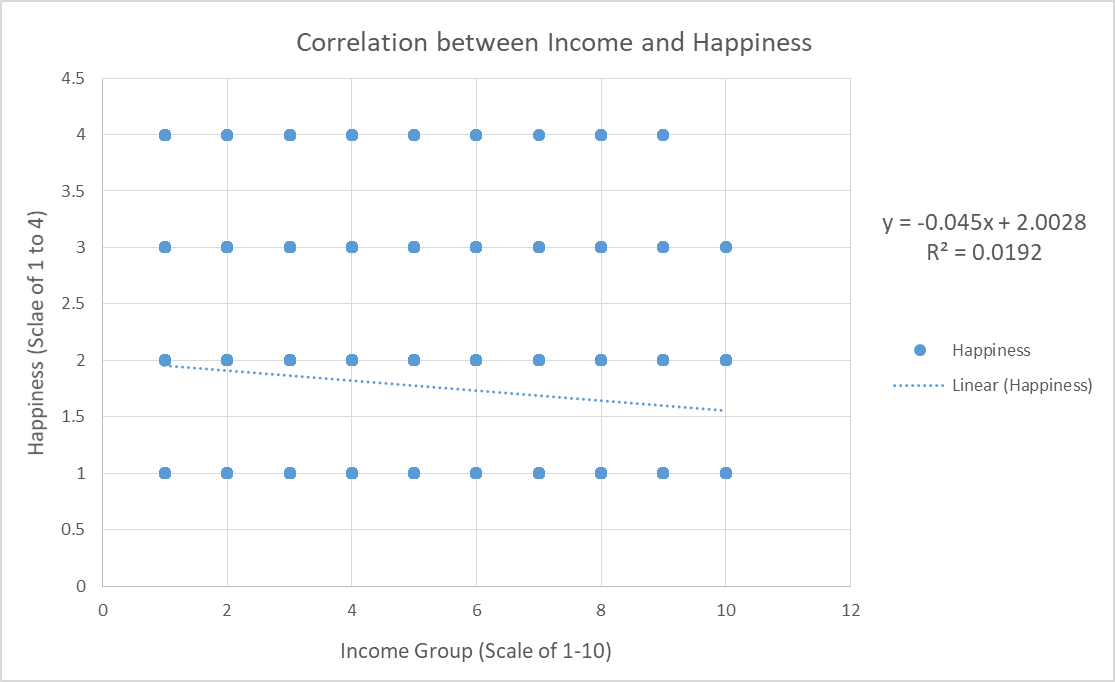 Correlation between Income and Happiness
4.5
4
3.5
3
2.5
2
1.5
1
0.5
0
Happiness (Sclae of 1 to 4)
0 2 4 6 8 10 12
Income Group (Scale of 1-10)
y = -0.045x + 2.0028
R² = 0.0192
Happiness
Linear (Happiness)